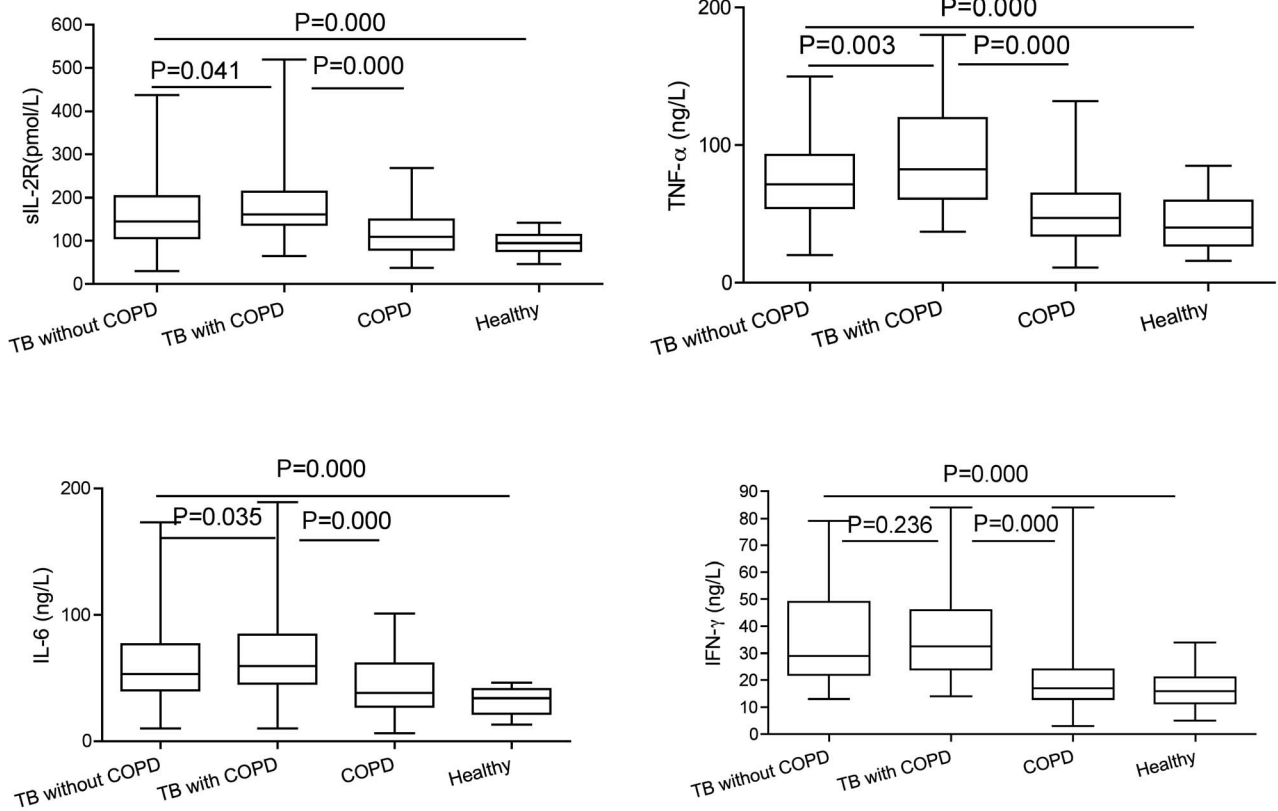 P=0.000
P=0.041
P=0.000
sIL-2R(pmol/L)
600
500
400
300
200
100
0
TB without COPD
TB with COPD
COPD
Healthy
P=0.000
P=0.003
P=0.000
TNF-α (ng/L)
200
100
0
TB without COPD
TB with COPD
COPD
Healthy
P=0.000
P=0.035
P=0.000
IL-6 (ng/L)
200
100
0
TB without COPD
TB with COPD
COPD
Healthy
P=0.000
P=0.236
P=0.000
IFN-γ (ng/L)
90
80
70
60
50
40
30
20
10
0
TB without COPD
TB with COPD
COPD
Healthy